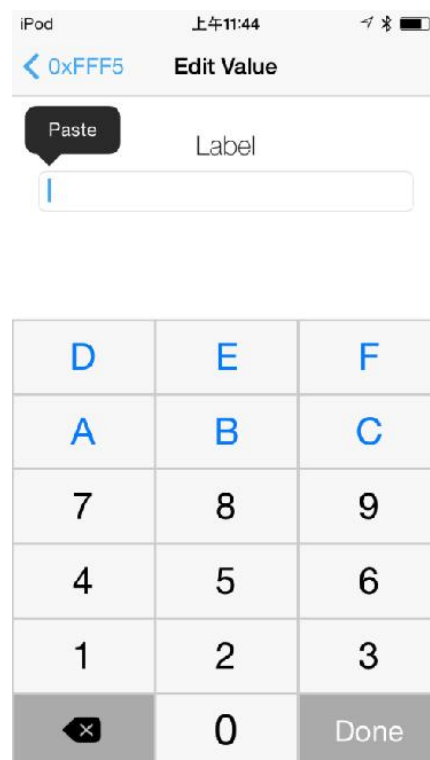 iPod 上午11:44
0xFFF5 Edit Value
Paste
Label
D E F
A B C
7 8 9
4 5 6
1 2 3
0 Done